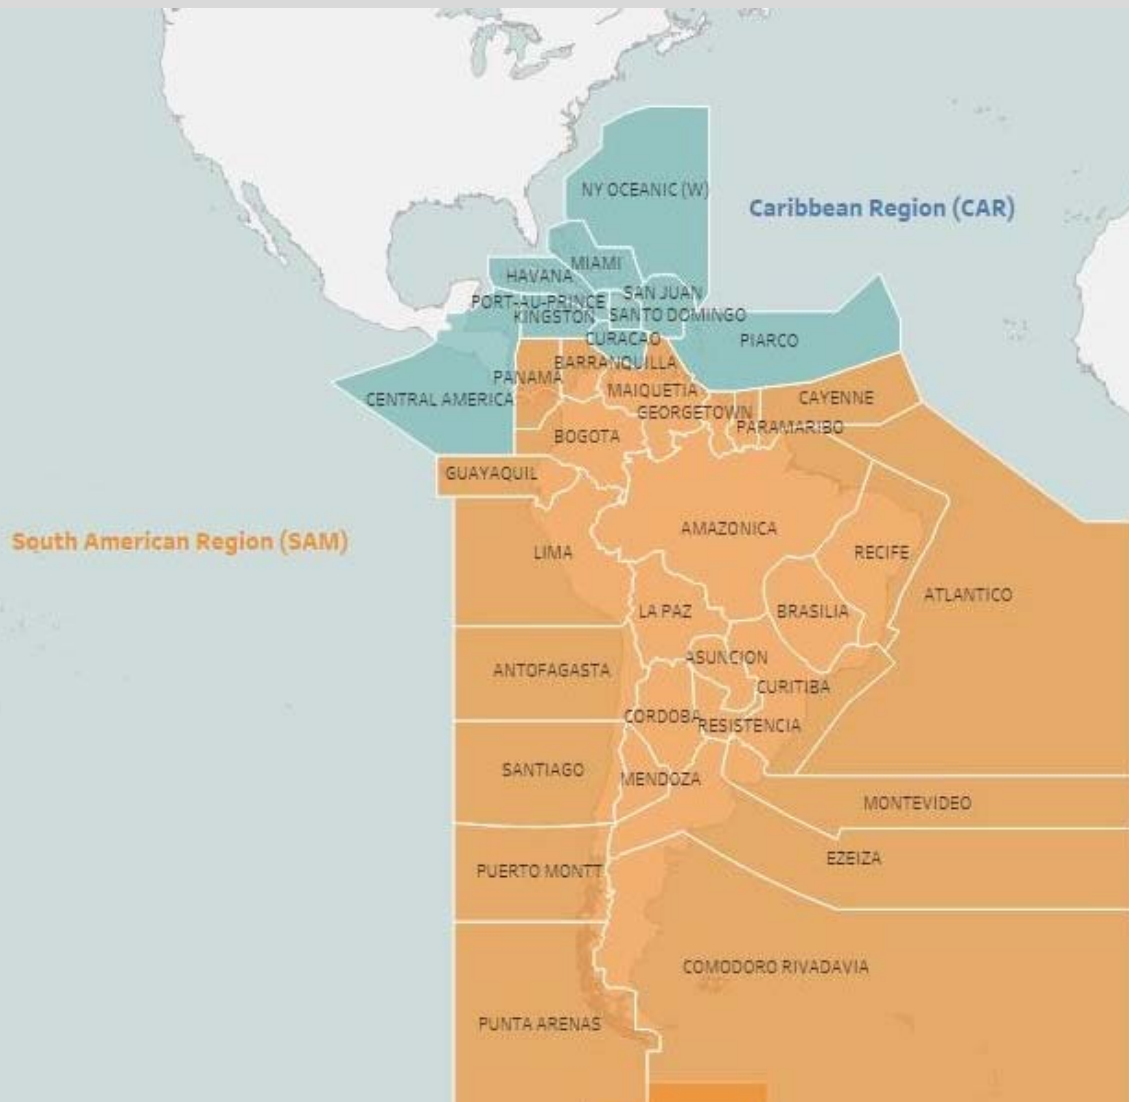 NY OCEANIC (W)
Caribbean Region (CAR)
MIAMI
HAVANA
SAN JUAN
PORT-AU-PRINCE
KINGSTON
SANTO DOMINGO
CURACAO
PIARCO
BARRANQUILLA
PANAMA
MAIQUETIA
CENTRAL AMERICA
CAYENNE
GEORGETOWN
PARAMARIBO
BOGOTA
GUAYAQUIL
AMAZONICA
South American Region (SAM)
LIMA
RECIFE
ATLANTICO
LA PAZ
BRASILIA
ASUNCION
ANTOFAGASTA
CURITIBA
CORDOBA
RESISTENCIA
SANTIAGO
MENDOZA
MONTEVIDEO
EZEIZA
PUERTO MONTT
COMODORO RIVADAVIA
PUNTA ARENAS